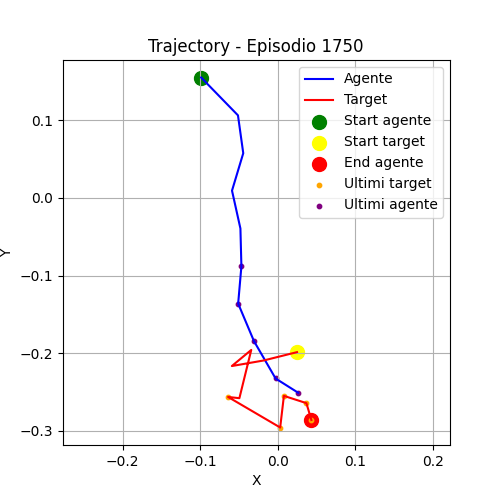 Trajectory - Episodio 1750
Agente
Target
Start agente
Start target
End agente
Ultimi target
Ultimi agente
0.1
0.0
−0.1
−0.2
−0.3
Y
−0.2
−0.1
0.0
0.1
0.2
X